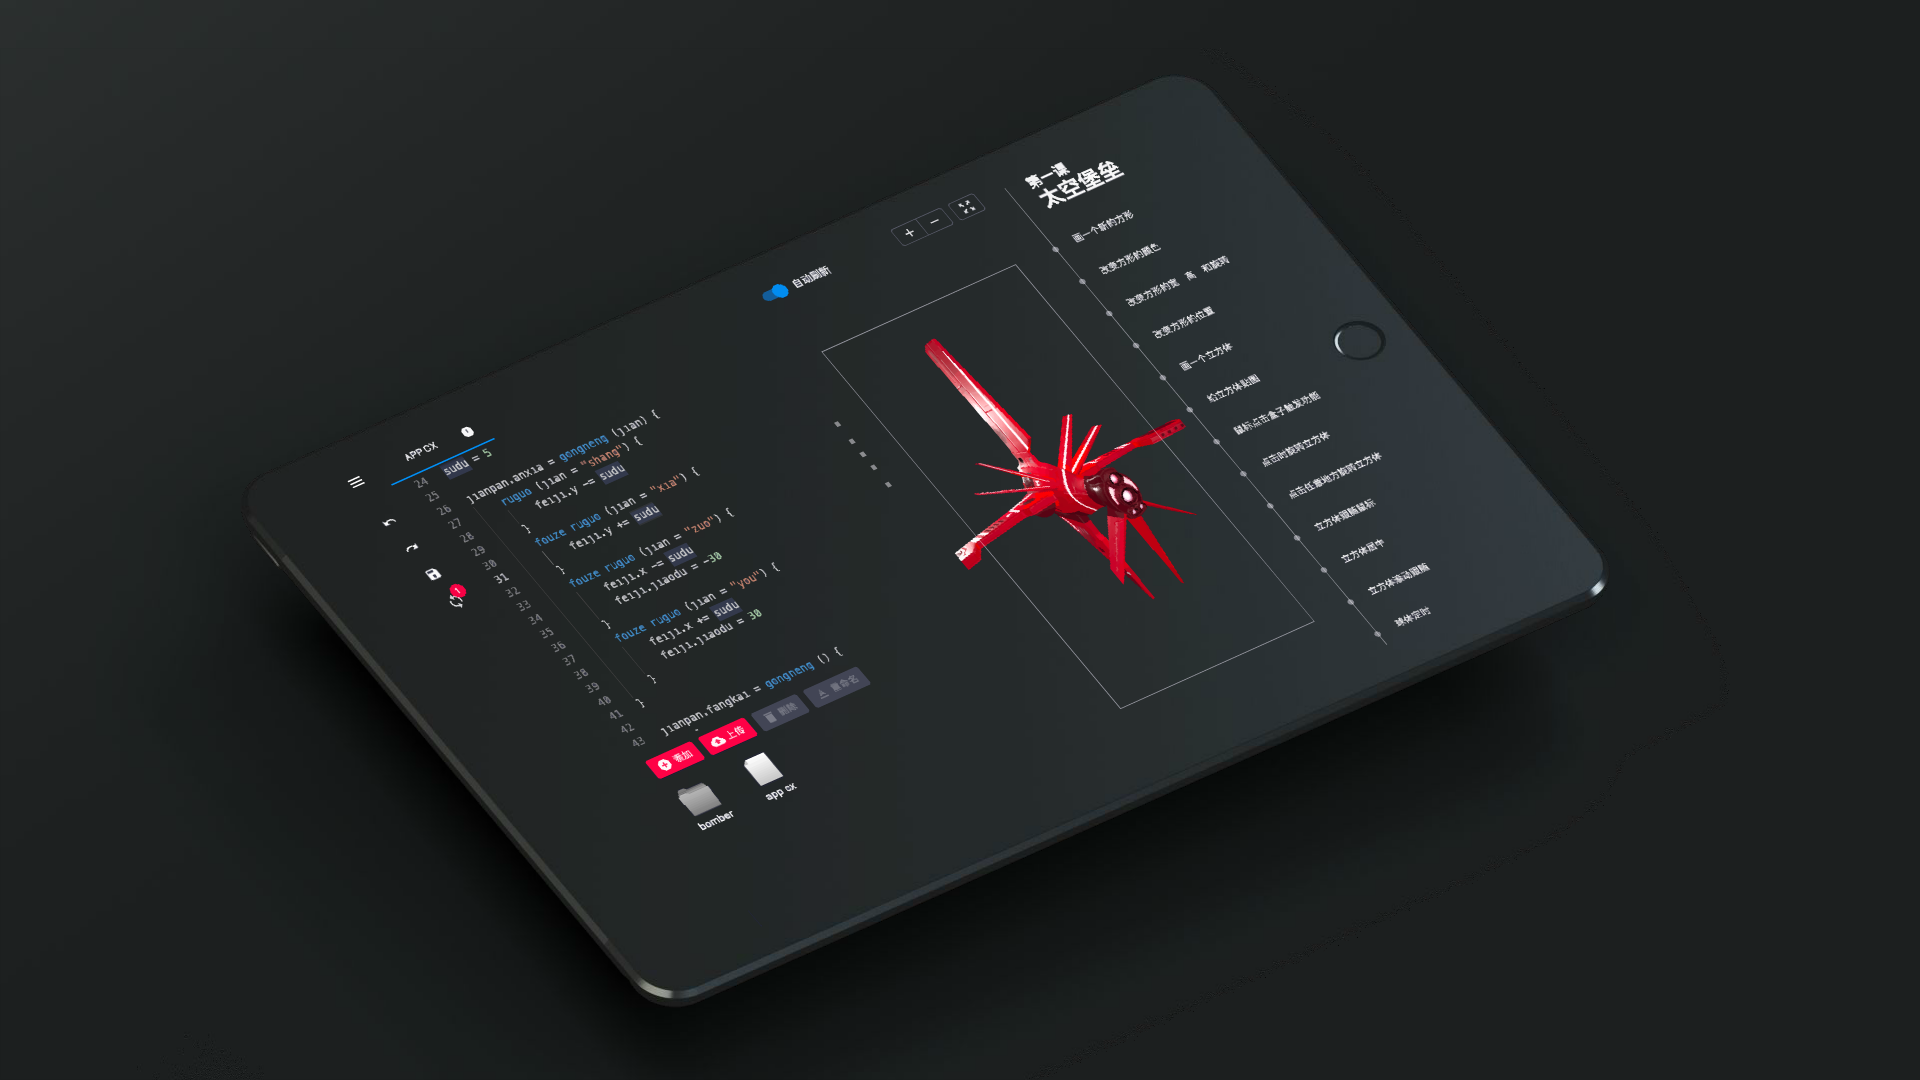 APP CX
24
25
26
27
28
29
30
31
32
33
34
35
36
37
38
39
40
41
42
43
sudu = 5
jianpan.anxia = gongneng (jian) {
ruguo (jian = "shang") {
feiji.y -= sudu
}
fouze ruguo (jian = "xia") {
feiji.y += sudu
}
fouze ruguo (jian = "zuo") {
feiji.x -= sudu
feiji.jiaodu = -30
}
fouze ruguo (jian = "you") {
feiji.x += sudu
feiji.jiaodu = 30
}
}
jianpan.fangkai = gongneng () {
添加
上传
删除
重命名
bomber
app cx
自动刷新
+
−
第一课
太空堡垒
画一个新的方形
改变方形的颜色
改变方形的宽 高 和旋转
改变方形的位置
画一个立方体
给立方体贴图
鼠标点击盒子触发功能
点击时旋转立方体
点击任意地方旋转立方体
立方体跟随鼠标
立方体居中
立方体滚动跟随
球体定时